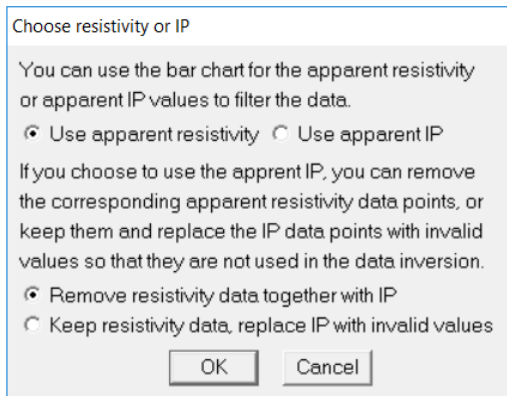 Choose resistivity or IP
You can use the bar chart for the apparent resistivity
or apparent IP values to filter the data.
Use apparent resistivity Use apparent IP
If you choose to use the apprent IP, you can remove
the corresponding apparent resistivity data points, or
keep them and replace the IP data points with invalid
values so that they are not used in the data inversion.
Remove resistivity data together with IP
Keep resistivity data, replace IP with invalid values
OK Cancel